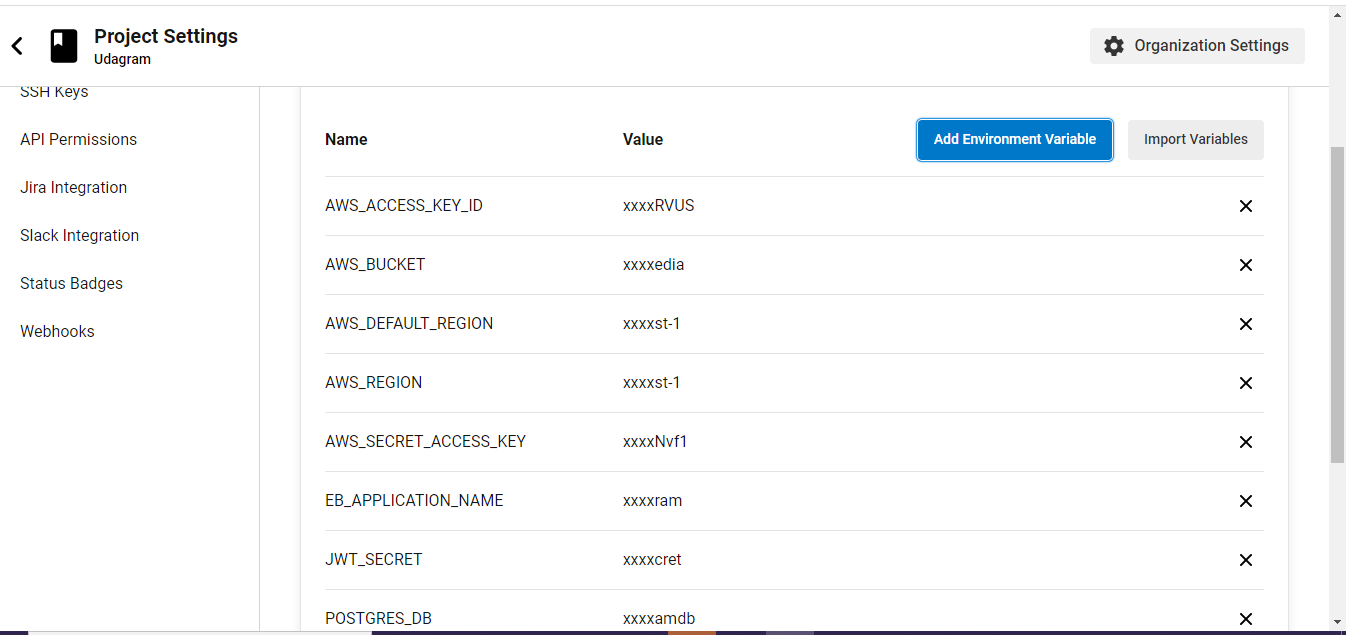 Project Settings
Udagram
Organization Settings
SSH Keys
API Permissions
Jira Integration
Slack Integration
Status Badges
Webhooks
Name Value Add Environment Variable Import Variables
AWS_ACCESS_KEY_ID xxxxRVUS
AWS_BUCKET xxxxedia
AWS_DEFAULT_REGION xxxxst-1
AWS_REGION xxxxst-1
AWS_SECRET_ACCESS_KEY xxxxNvf1
EB_APPLICATION_NAME xxxxram
JWT_SECRET xxxxcret
POSTGRES_DB xxxxamdb